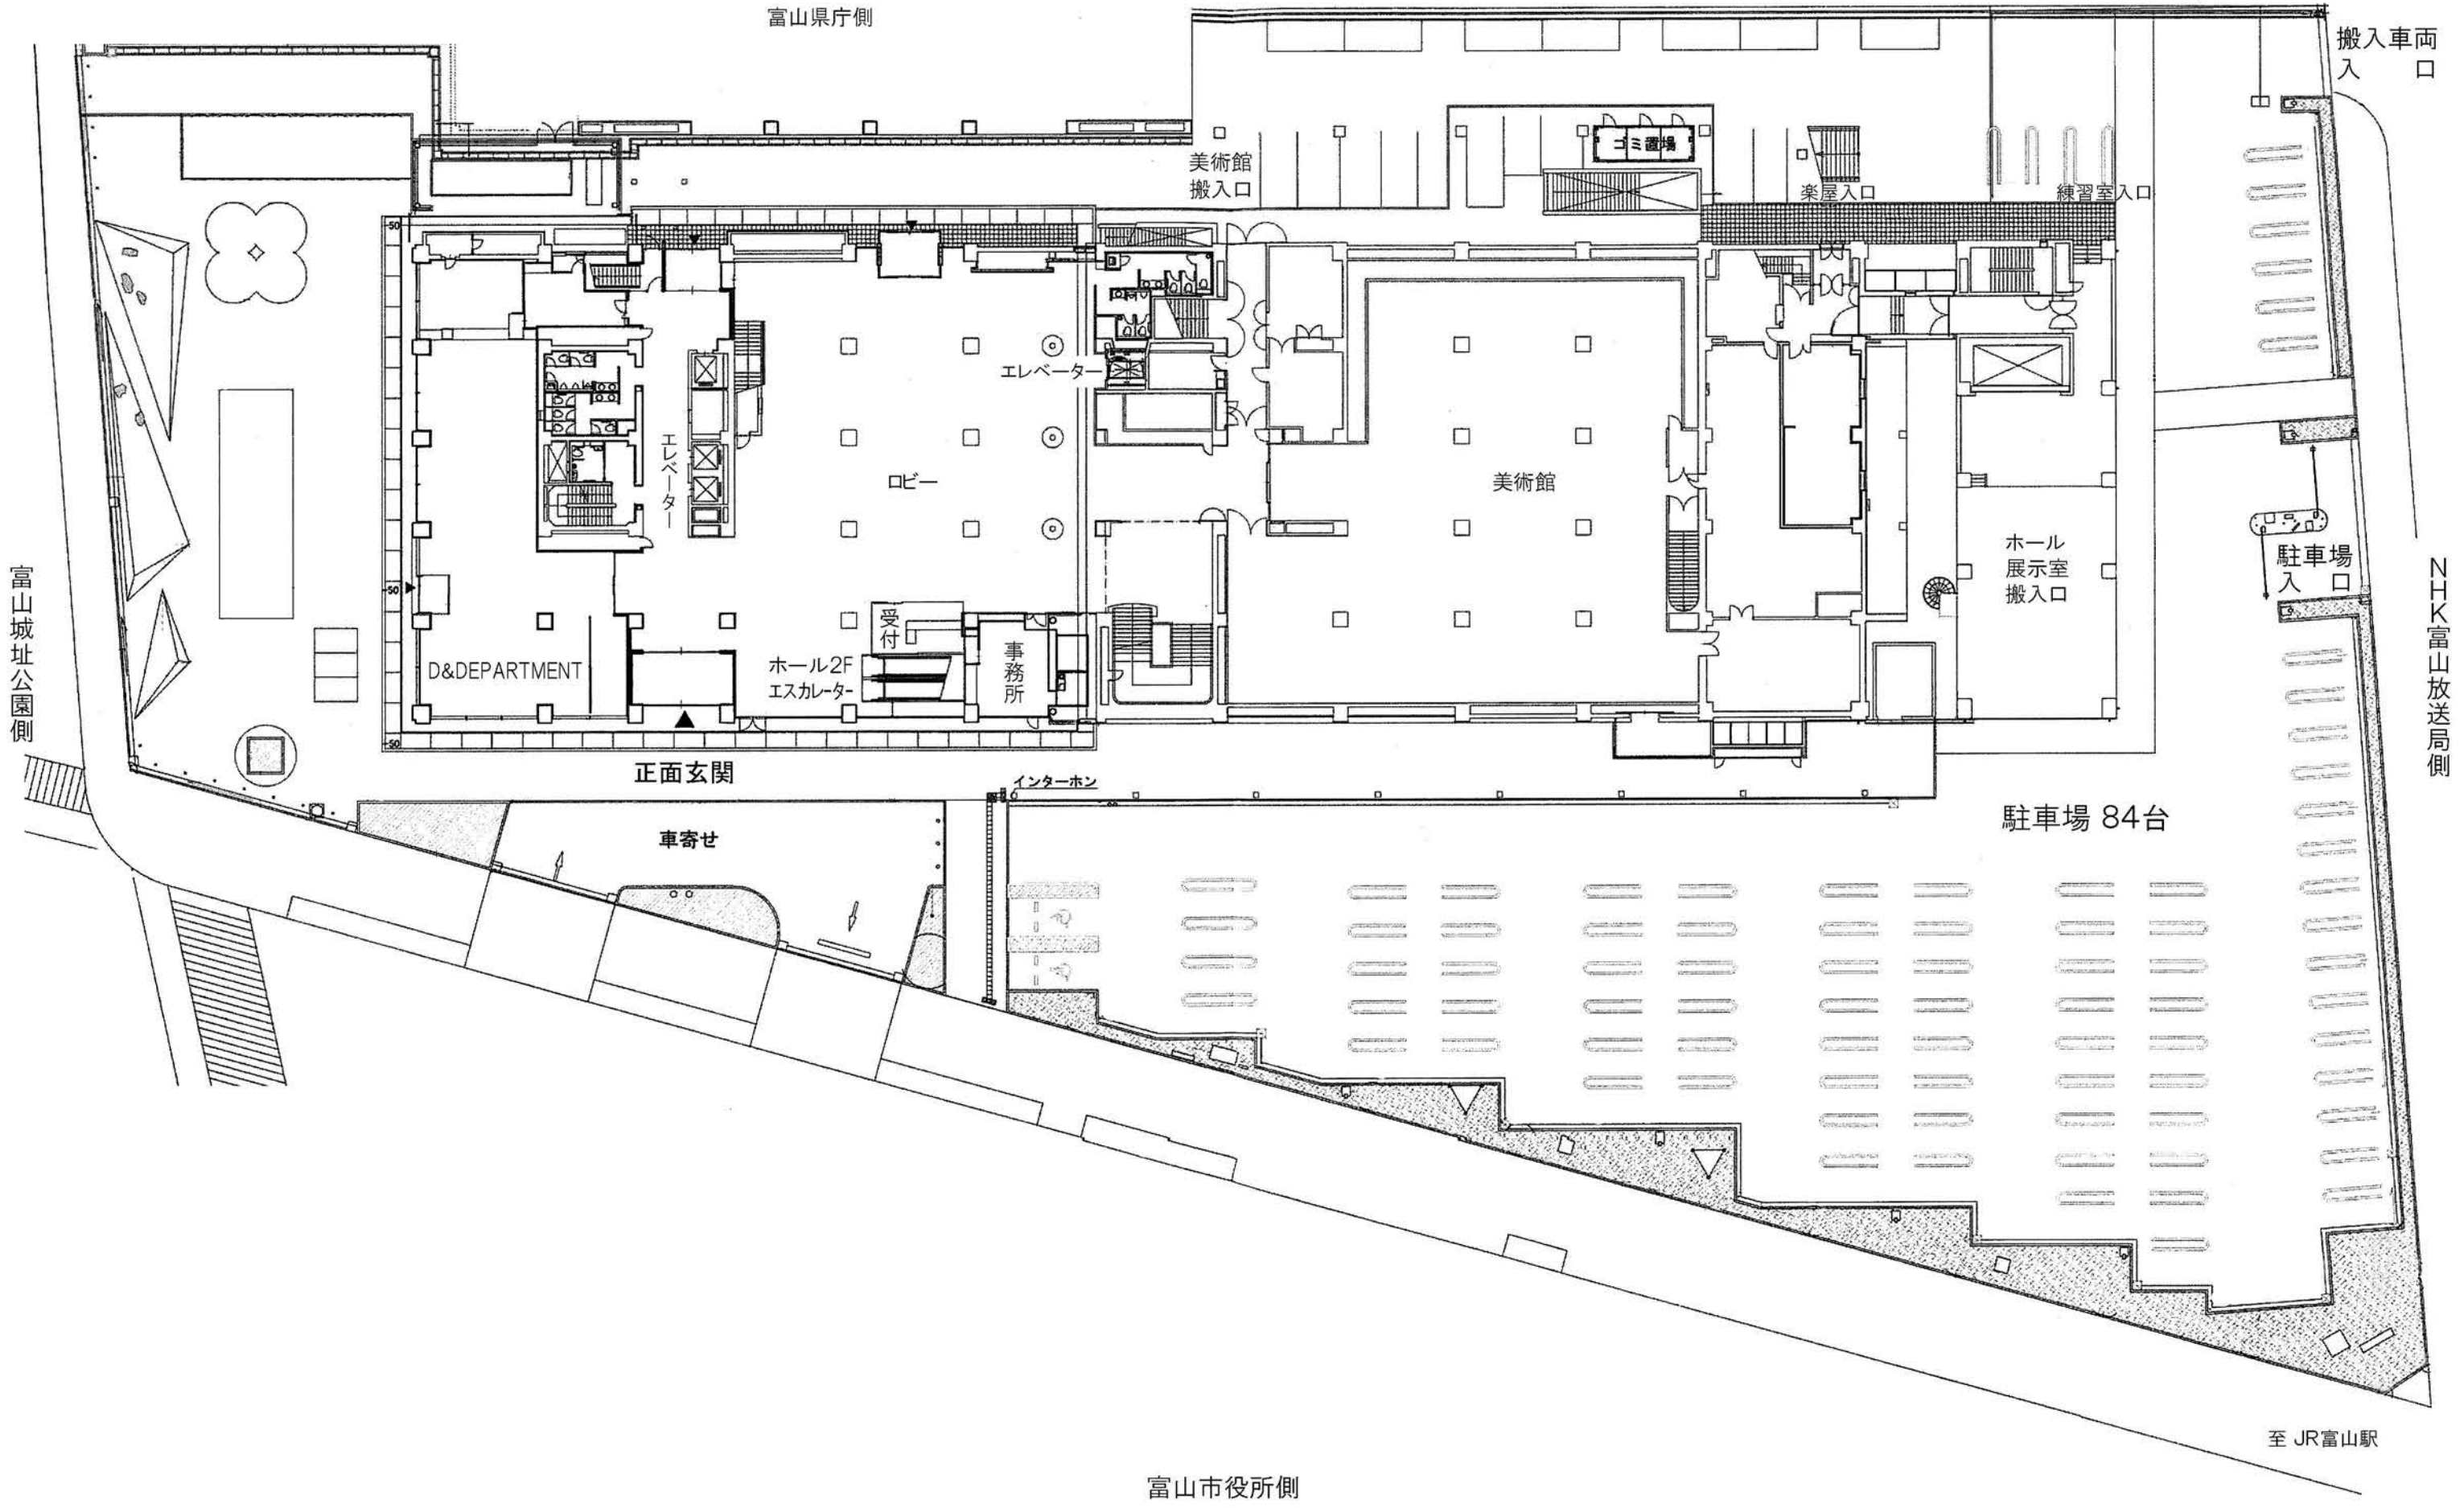 富山県庁側
搬入車両
入　口
美術館
搬入口
ゴミ置場
楽屋入口
練習室入口
50
エレベーター
エレベーター
ロビー
美術館
ホール
展示室
搬入口
駐車場
入　口
富山城址公園側
NHK富山放送局側
50
受付
D&DEPARTMENT
ホール2F
エスカレーター
事務所
50
正面玄関
インターホン
駐車場 84台
車寄せ
至 JR富山駅
富山市役所側